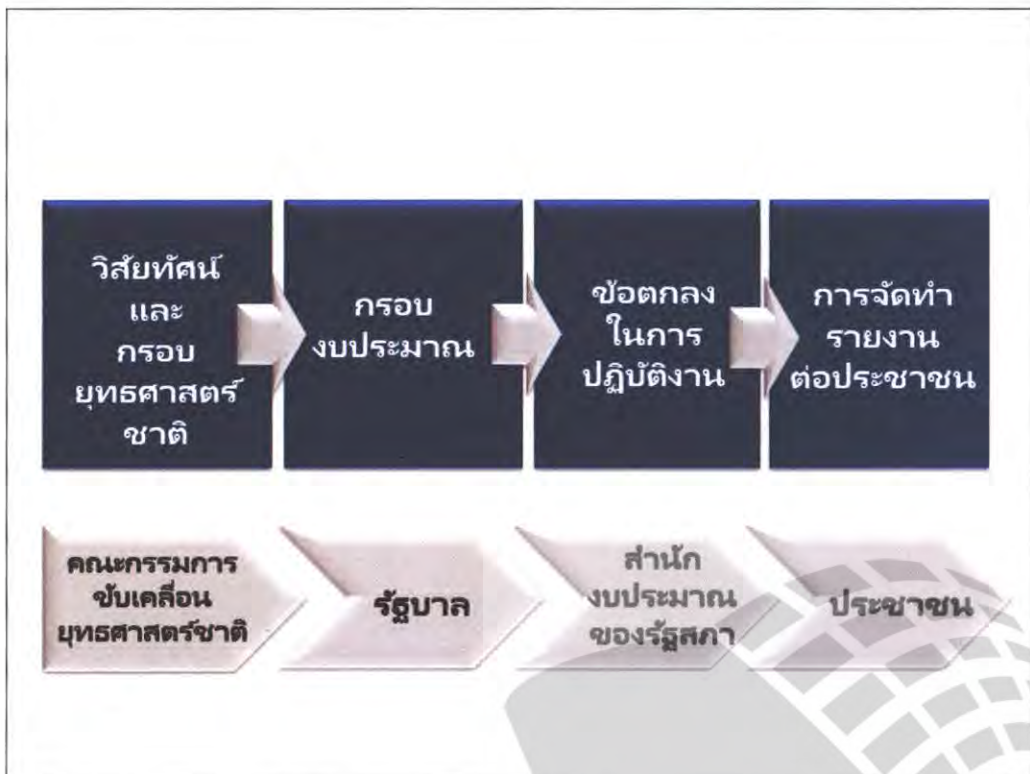 วิสัยทัศน์
และ
กรอบ
ยุทธศาสตร์
ชาติ
กรอบ
งบประมาณ
ข้อตกลง
ในการ
ปฏิบัติงาน
การจัดทำ
รายงาน
ต่อประชาชน
คณะกรรมการ
ขับเคลื่อน
ยุทธศาสตร์ชาติ
รัฐบาล
สำนัก
งบประมาณ
ของรัฐสภา
ประชาชน